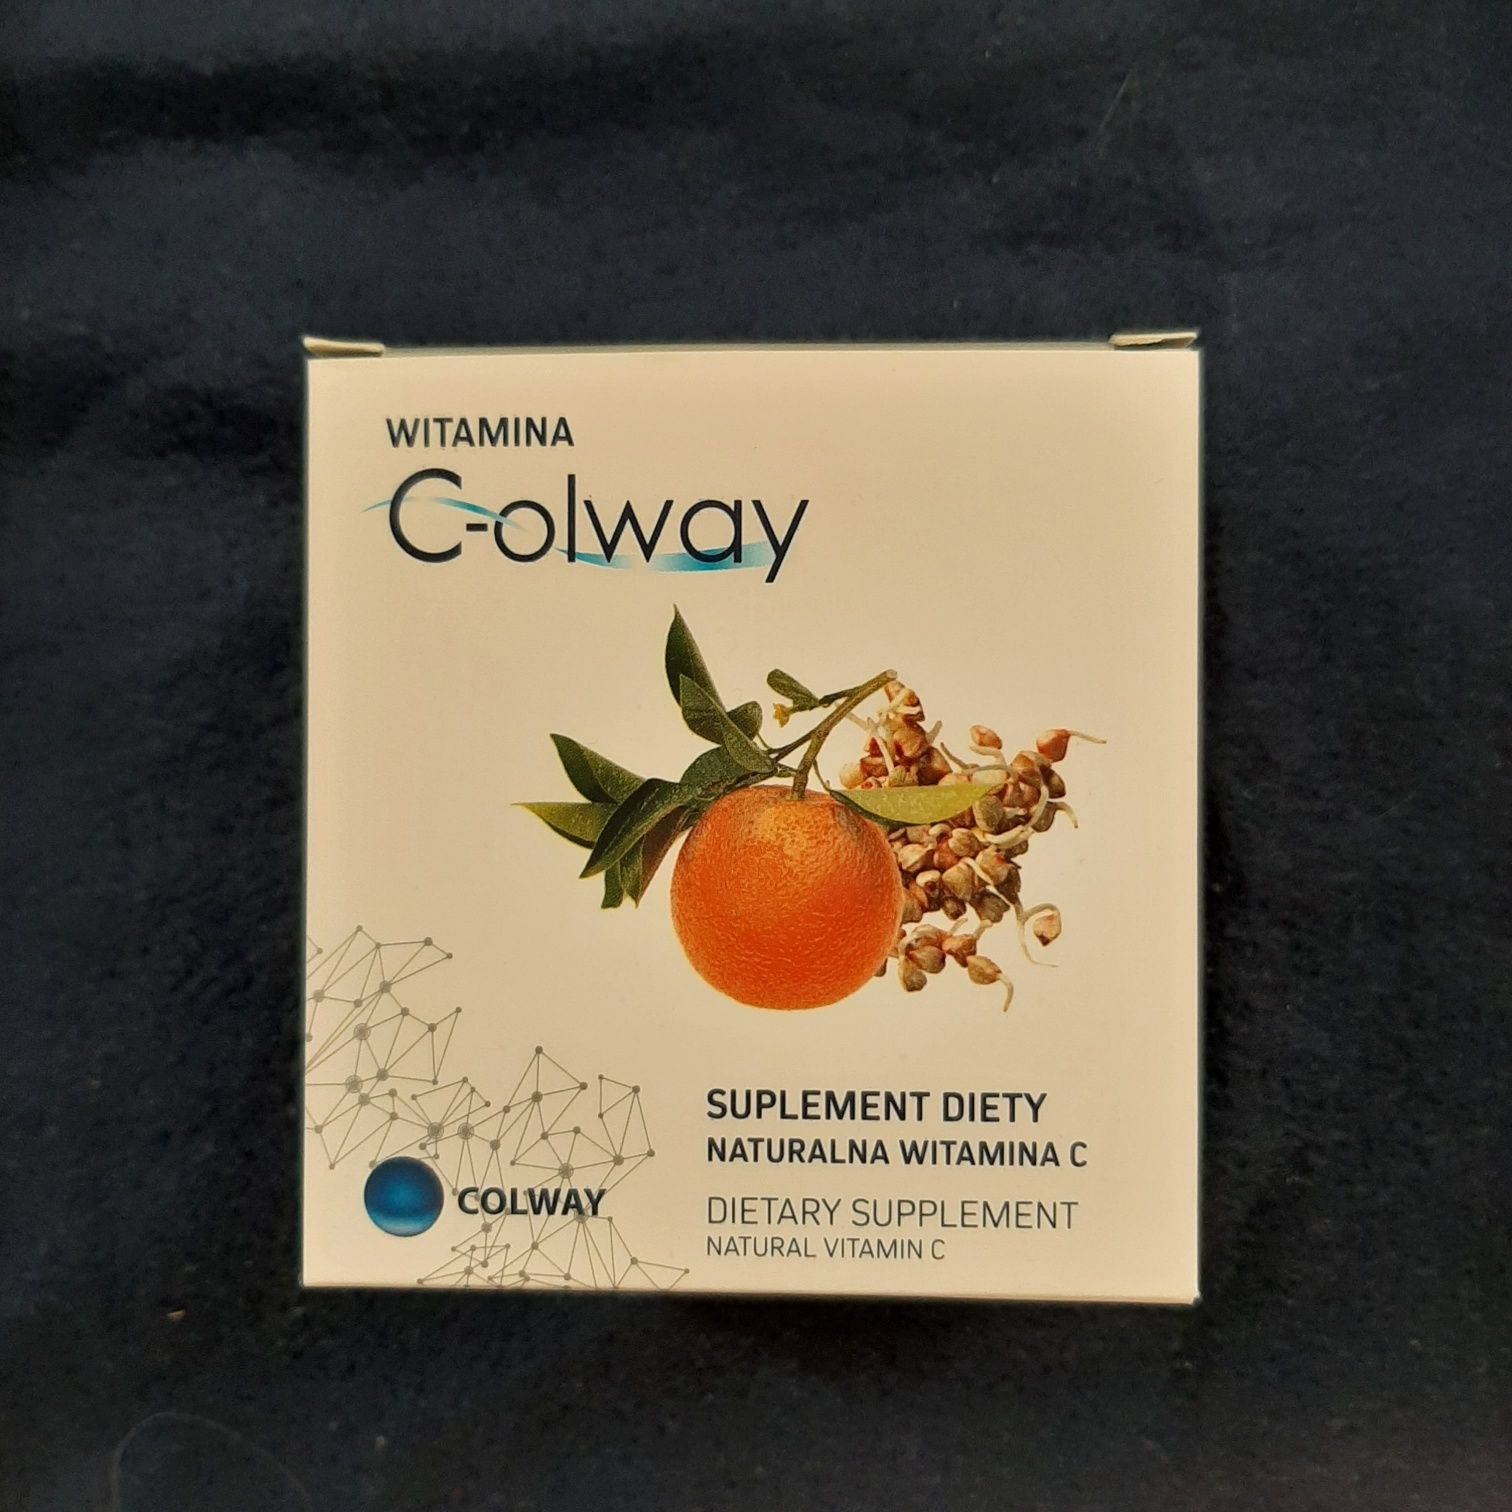 WITAMINA
C-olway
SUPLEMENT DIETY
NATURALNA WITAMINA C
DIETARY SUPPLEMENT
NATURAL VITAMIN C
COLWAY